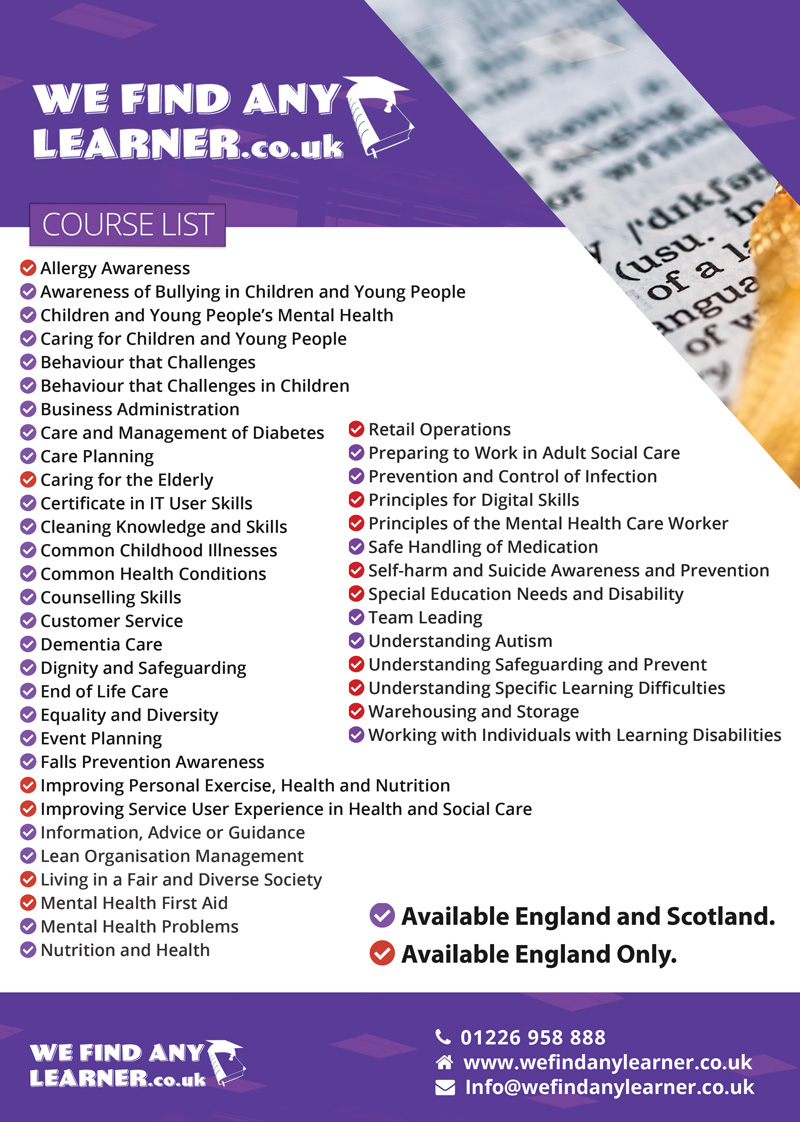 WE FIND ANY
LEARNER.co.uk
COURSE LIST
/'dɪkʃən
(usu. in
of a la
angua
of w
Allergy Awareness
Awareness of Bullying in Children and Young People
Children and Young People's Mental Health
Caring for Children and Young People
Behaviour that Challenges
Behaviour that Challenges in Children
Business Administration
Care and Management of Diabetes
Care Planning
Caring for the Elderly
Certificate in IT User Skills
Cleaning Knowledge and Skills
Common Childhood Illnesses
Common Health Conditions
Counselling Skills
Customer Service
Dementia Care
Dignity and Safeguarding
End of Life Care
Equality and Diversity
Event Planning
Falls Prevention Awareness
Improving Personal Exercise, Health and Nutrition
Improving Service User Experience in Health and Social Care
Information, Advice or Guidance
Lean Organisation Management
Living in a Fair and Diverse Society
Mental Health First Aid
Mental Health Problems
Nutrition and Health
Retail Operations
Preparing to Work in Adult Social Care
Prevention and Control of Infection
Principles for Digital Skills
Principles of the Mental Health Care Worker
Safe Handling of Medication
Self-harm and Suicide Awareness and Prevention
Special Education Needs and Disability
Team Leading
Understanding Autism
Understanding Safeguarding and Prevent
Understanding Specific Learning Difficulties
Warehousing and Storage
Working with Individuals with Learning Disabilities
Available England and Scotland.
Available England Only.
WE FIND ANY
LEARNER.co.uk
01226 958 888
www.wefindanylearner.co.uk
Info@wefindanylearner.co.uk